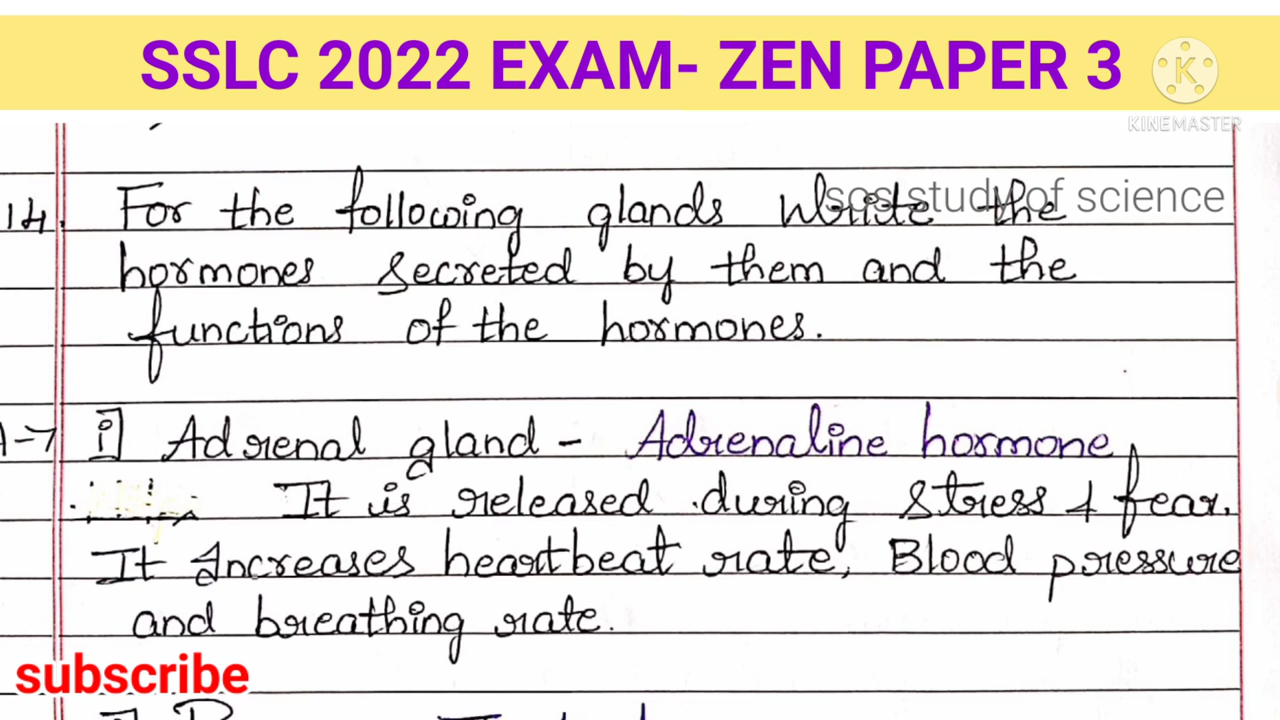 SSLC 2022 EXAM- ZEN PAPER 3
K
KINEMASTER
scs study of science
14. For the following glands Write the
hormones secreted by them and the
functions of the hormones.
A-7 i] Adrenal gland - Adrenaline hormone
It is released during stress & fear.
It Increases heartbeat rate, Blood pressure
and breathing rate.
subscribe